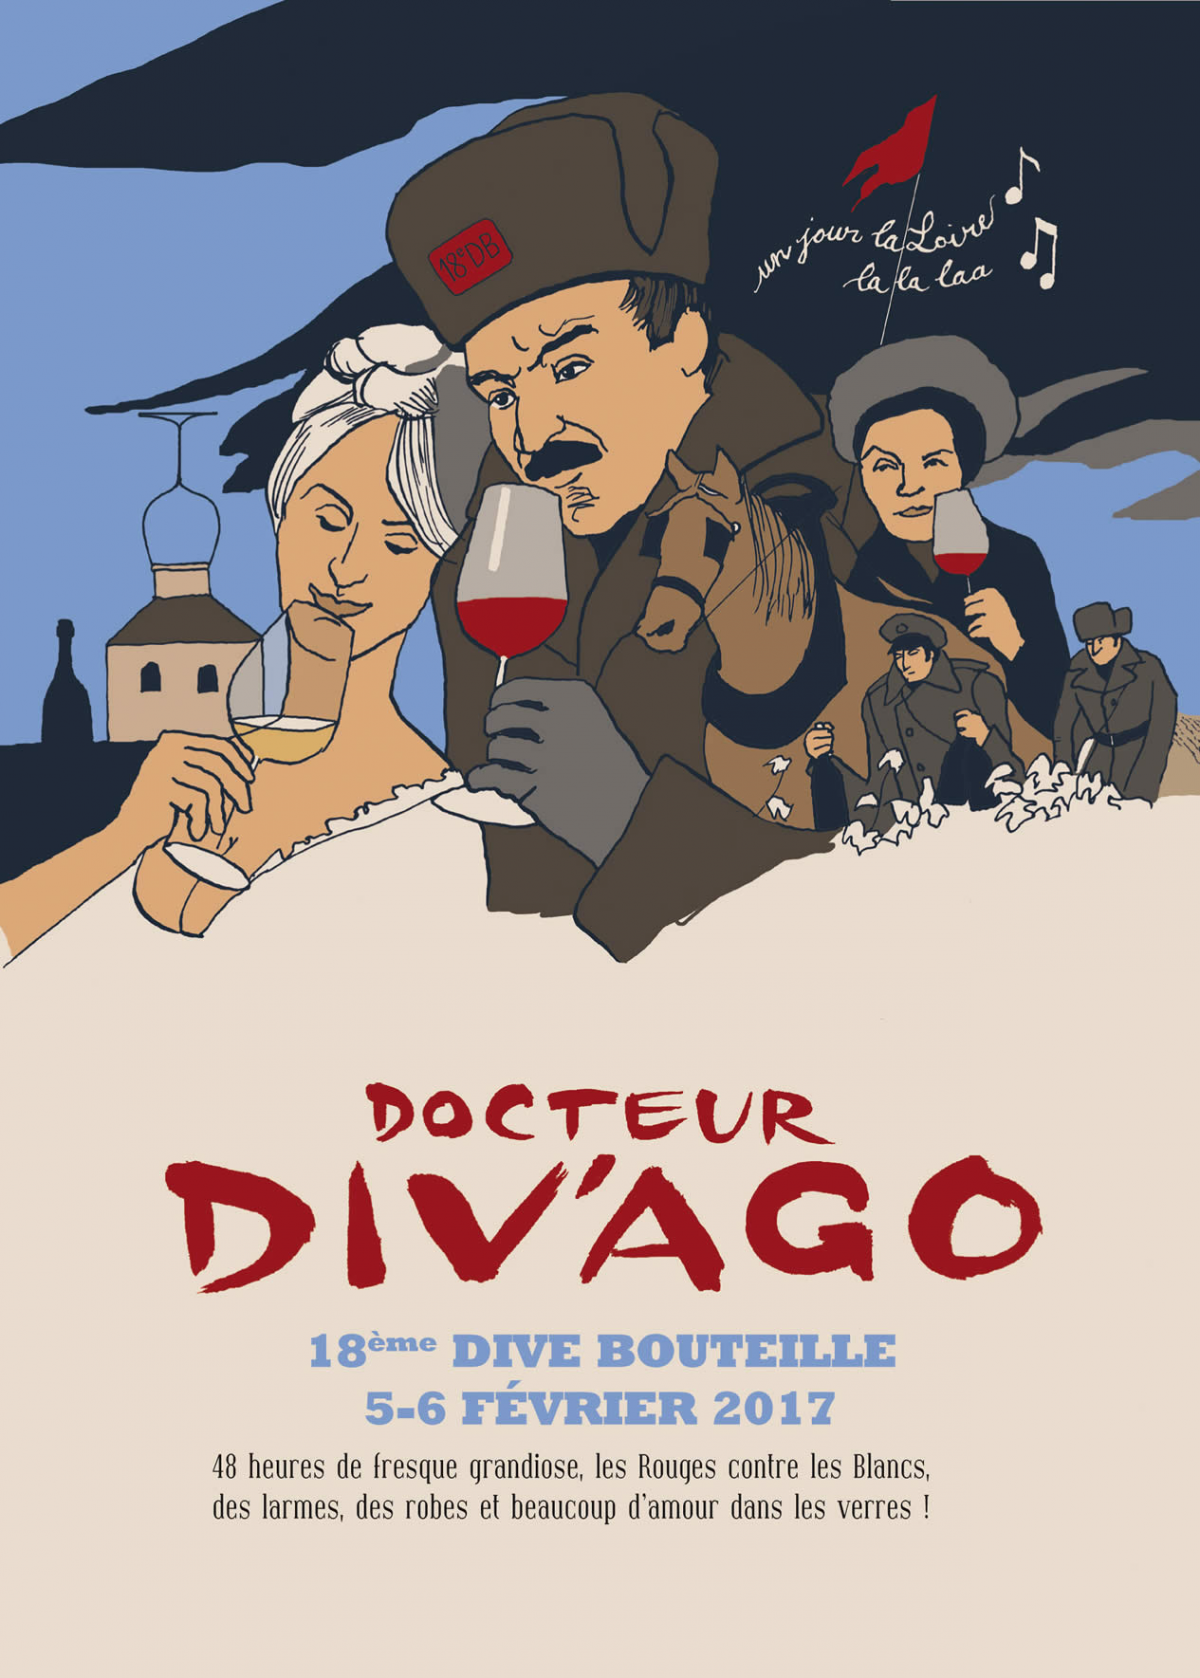 18e DB
un jour la Loire
la la laa
DOCTEUR
DIV'AGO
18ème DIVE BOUTEILLE
5-6 FÉVRIER 2017
48 heures de fresque grandiose, les Rouges contre les Blancs,
des larmes, des robes et beaucoup d'amour dans les verres !